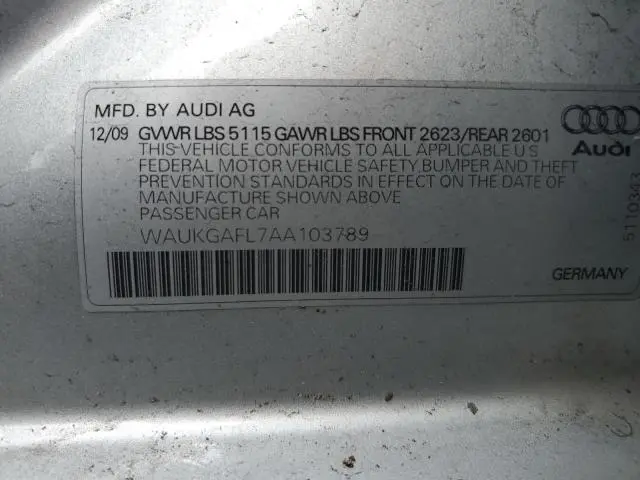 MFD. BY AUDI AG
12/09 GVWR LBS 5115 GAWR LBS FRONT 2623/REAR 2601
THIS VEHICLE CONFORMS TO ALL APPLICABLE U S
FEDERAL MOTOR VEHICLE SAFETY,BUMPER AND THEFT
PREVENTION STANDARDS IN EFFECT ON THE DATE OF
MANUFACTURE SHOWN ABOVE
PASSENGER CAR
WAUKGAFL7AA103789
Audi
GERMANY